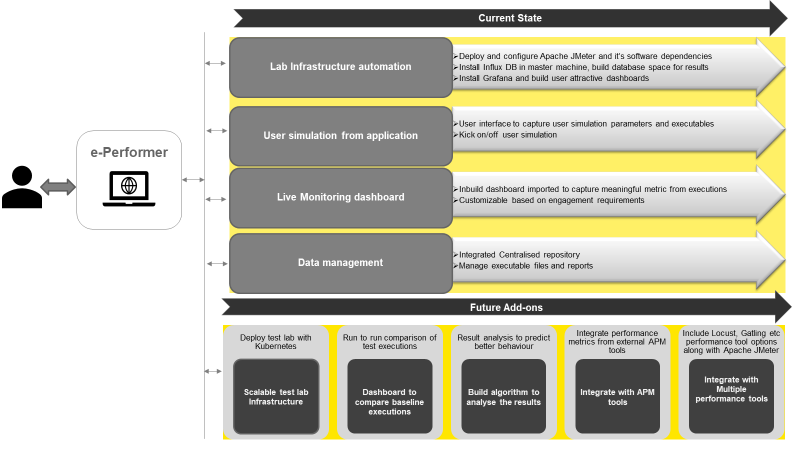 Current State
e-Performer
Lab Infrastructure automation
➢Deploy and configure Apache JMeter and it's software dependencies
➢Install Influx DB in master machine, build database space for results
➢Install Grafana and build user attractive dashboards
User simulation from application
➢User interface to capture user simulation parameters and executables
➢Kick on/off user simulation
Live Monitoring dashboard
➢Inbuild dashboard imported to capture meaningful metric from executions
➢Customizable based on engagement requirements
Data management
➢Integrated Centralised repository
➢Manage executable files and reports
Future Add-ons
Deploy test lab with
Kubernetes
Scalable test lab
Infrastructure
Run to run comparison of
test executions
Dashboard to
compare baseline
executions
Result analysis to predict
better behaviour
Build algorithm to
analyse the results
Integrate performance
metrics from external APM
tools
Integrate with APM
tools
Include Locust, Gatling etc
performance tool options
along with Apache JMeter
Integrate with
Multiple
performance tools